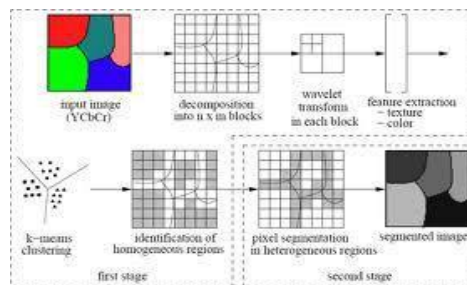 input image
(YCbCr)
decomposition
into n x m blocks
wavelet
transform
in each block
feature extraction
– texture
– color
k–means
clustering
identification of
homogeneous regions
pixel segmentation
in heterogeneous regions
segmented image
first stage
second stage